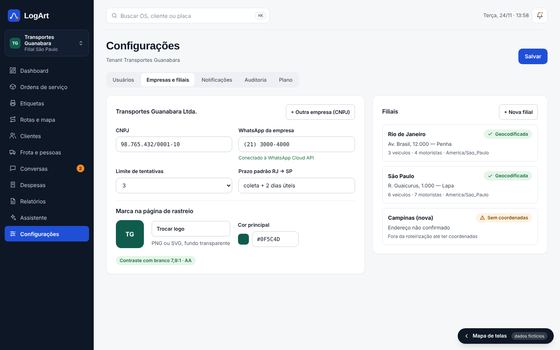 LogArt
TG
Transportes Guanabara
Filial São Paulo
Dashboard
Ordens de serviço
Etiquetas
Rotas e mapa
Clientes
Frota e pessoas
Conversas
2
Despesas
Relatórios
Assistente
Configurações
Buscar OS, cliente ou placa
⌘K
Terça, 24/11 · 13:58
Configurações
Tenant Transportes Guanabara
Salvar
Usuários
Empresas e filiais
Notificações
Auditoria
Plano
Transportes Guanabara Ltda.
+ Outra empresa (CNPJ)
CNPJ
98.765.432/0001-10
WhatsApp da empresa
(21) 3000-4000
Conectado à WhatsApp Cloud API
Limite de tentativas
3
Prazo padrão RJ → SP
coleta + 2 dias úteis
Marca na página de rastreio
TG
Trocar logo
PNG ou SVG, fundo transparente
Cor principal
#0F5C4D
Contraste com branco 7,9:1 · AA
Filiais
+ Nova filial
Rio de Janeiro
Geocodificada
Av. Brasil, 12.000 — Penha
3 veículos · 4 motoristas · America/Sao_Paulo
São Paulo
Geocodificada
R. Guaicurus, 1.000 — Lapa
6 veículos · 7 motoristas · America/Sao_Paulo
Campinas (nova)
Sem coordenadas
Endereço não confirmado
Fora da roteirização até ter coordenadas
Mapa de telas
dados fictícios